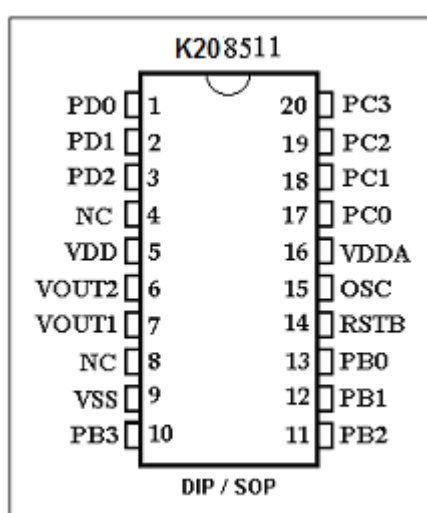 K208511
PD0 1 20 PC3
PD1 2 19 PC2
PD2 3 18 PC1
NC 4 17 PC0
VDD 5 16 VDDA
VOUT2 6 15 OSC
VOUT1 7 14 RSTB
NC 8 13 PB0
VSS 9 12 PB1
PB3 10 11 PB2
DIP / SOP